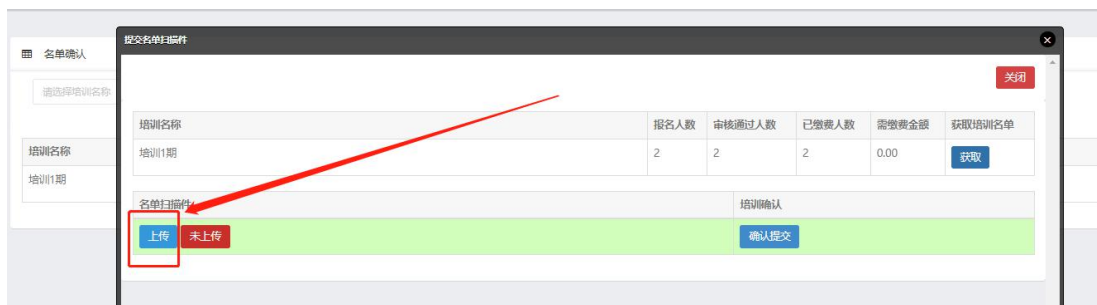 提交名单扫描件
名单确认
关闭
请选择培训名称
培训名称 报名人数 审核通过人数 已缴费人数 需缴费金额 获取培训名单
培训名称
培训1期 2 2 2 0.00 获取
培训1期
名单扫描件 培训确认
上传 未上传 确认提交